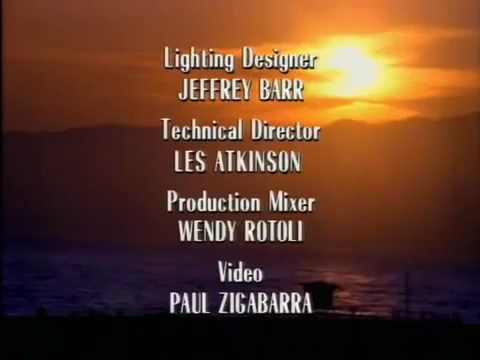 Lighting Designer
JEFFREY BARR
Technical Director
LES ATKINSON
Production Mixer
WENDY ROTOLI
Video
PAUL ZIGABARRA